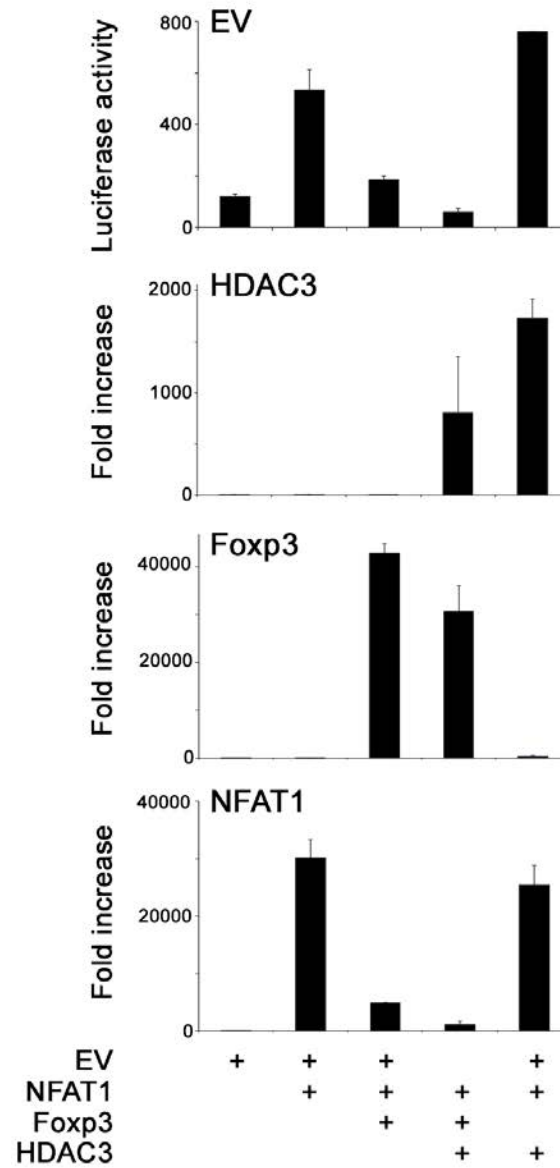 EV
Luciferase activity
800
400
0
HDAC3
Fold increase
2000
1000
0
Foxp3
Fold increase
40000
20000
0
NFAT1
Fold increase
40000
20000
0
EV + + + +
NFAT1 + + + +
Foxp3 + +
HDAC3 + +